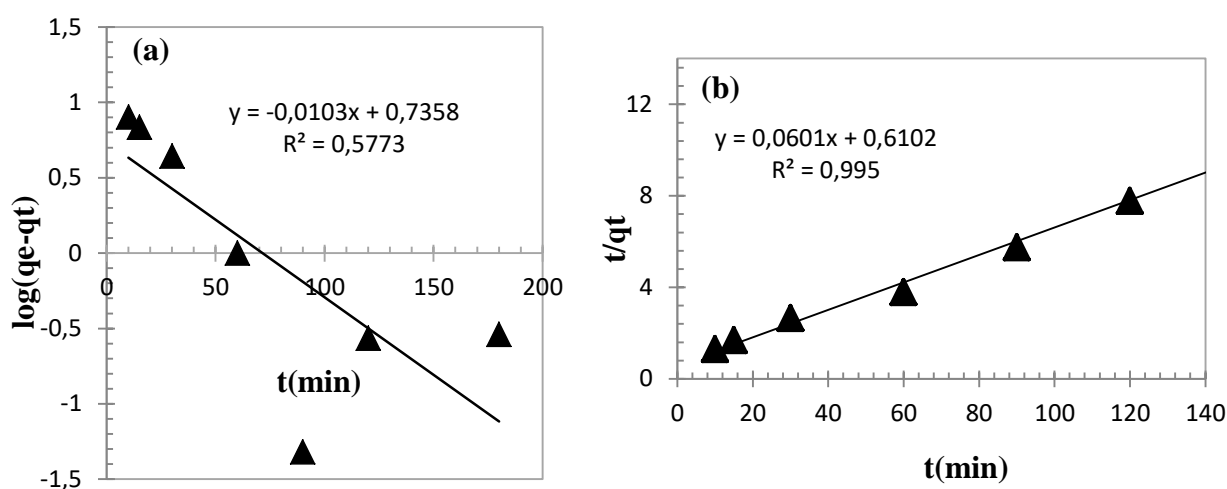 (a)
y = -0,0103x + 0,7358
R² = 0,5773
1,5
1
0,5
0
-0,5
-1
-1,5
0 50 100 150 200
log(qe-qt)
t(min)
(b)
y = 0,0601x + 0,6102
R² = 0,995
12
8
4
0
0 20 40 60 80 100 120 140
t/qt
t(min)